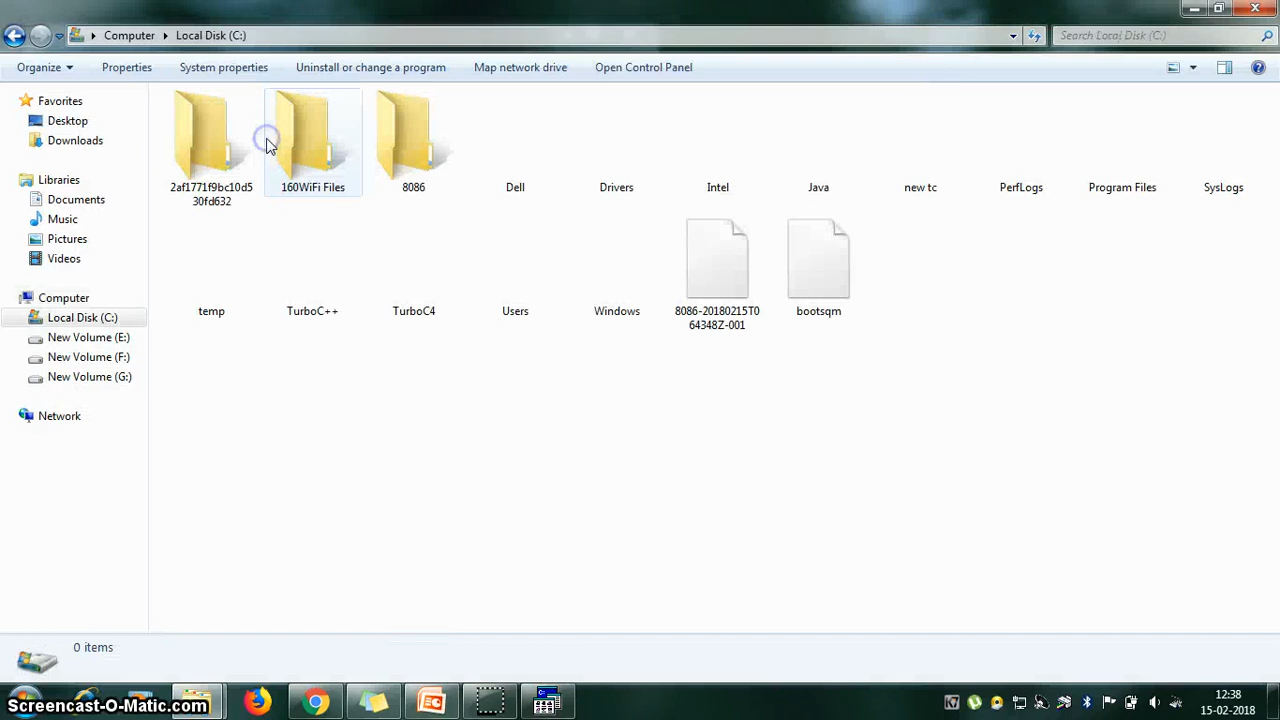 Computer Local Disk (C:)
Search Local Disk (C:)
Organize Properties System properties Uninstall or change a program Map network drive Open Control Panel
Favorites
Desktop
Downloads
Libraries
Documents
Music
Pictures
Videos
Computer
Local Disk (C:)
New Volume (E:)
New Volume (F:)
New Volume (G:)
Network
2af1771f9bc10d5
30fd632
160WiFi Files
8086
Dell
Drivers
Intel
Java
new tc
PerfLogs
Program Files
SysLogs
temp
TurboC++
TurboC4
Users
Windows
8086-20180215T0
64348Z-001
bootsqm
0 items
Screencast-O-Matic.com
12:38
15-02-2018